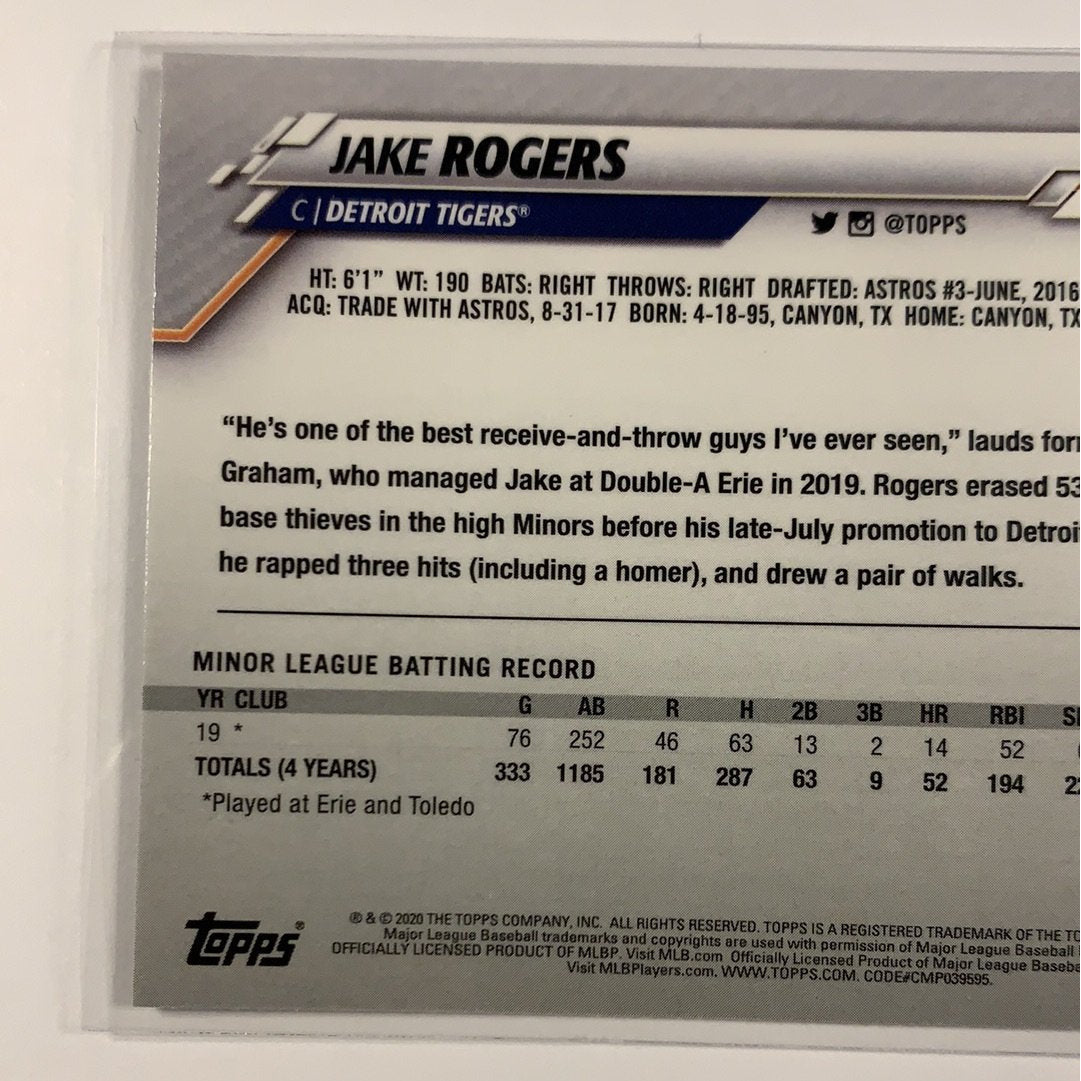 JAKE ROGERS
C | DETROIT TIGERS®
@TOPPS
HT: 6'1" WT: 190 BATS: RIGHT THROWS: RIGHT DRAFTED: ASTROS #3-JUNE, 2016
ACQ: TRADE WITH ASTROS, 8-31-17 BORN: 4-18-95, CANYON, TX HOME: CANYON, TX
“He’s one of the best receive-and-throw guys I’ve ever seen,” lauds
Graham, who managed Jake at Double-A Erie in 2019. Rogers erased 53
base thieves in the high Minors before his late-July promotion to
he rapped three hits (including a homer), and drew a pair of walks.
MINOR LEAGUE BATTING RECORD
YR CLUB G AB R H 2B 3B HR RBI
19 * 76 252 46 63 13 2 14 52
TOTALS (4 YEARS) 333 1185 181 287 63 9 52 194
*Played at Erie and Toledo
TOPPS®
® & © 2020 THE TOPPS COMPANY, INC. ALL RIGHTS RESERVED. TOPPS IS A REGISTERED TRADEMARK OF THE
Major League Baseball trademarks and copyrights are used with permission of Major League Baseball
OFFICIALLY LICENSED PRODUCT OF MLBP. Visit MLB.com Officially Licensed Product of Major League
Visit MLBPlayers.com. WWW.TOPPS.COM. CODE#CMP039595.